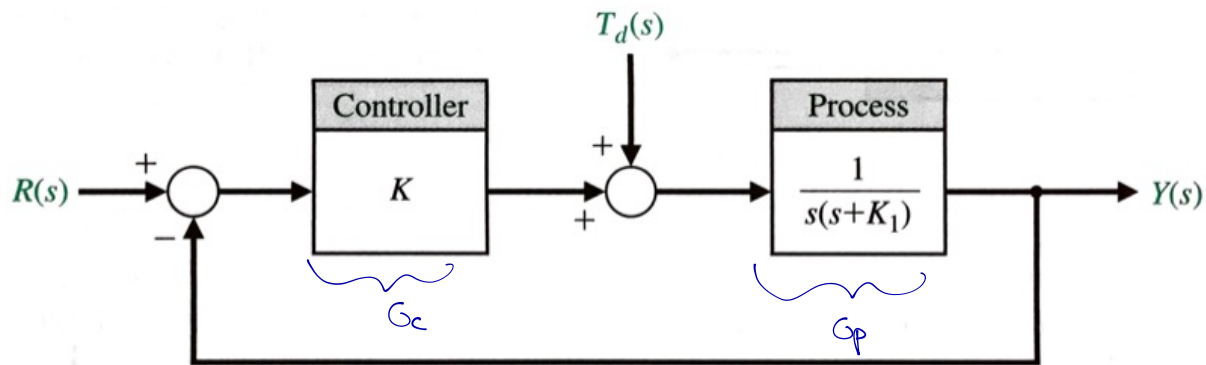 T_d(s)
Controller
Process
+
+
R(s)
K
1
s(s+K_1)
Y(s)
+
−
Gc
Gp